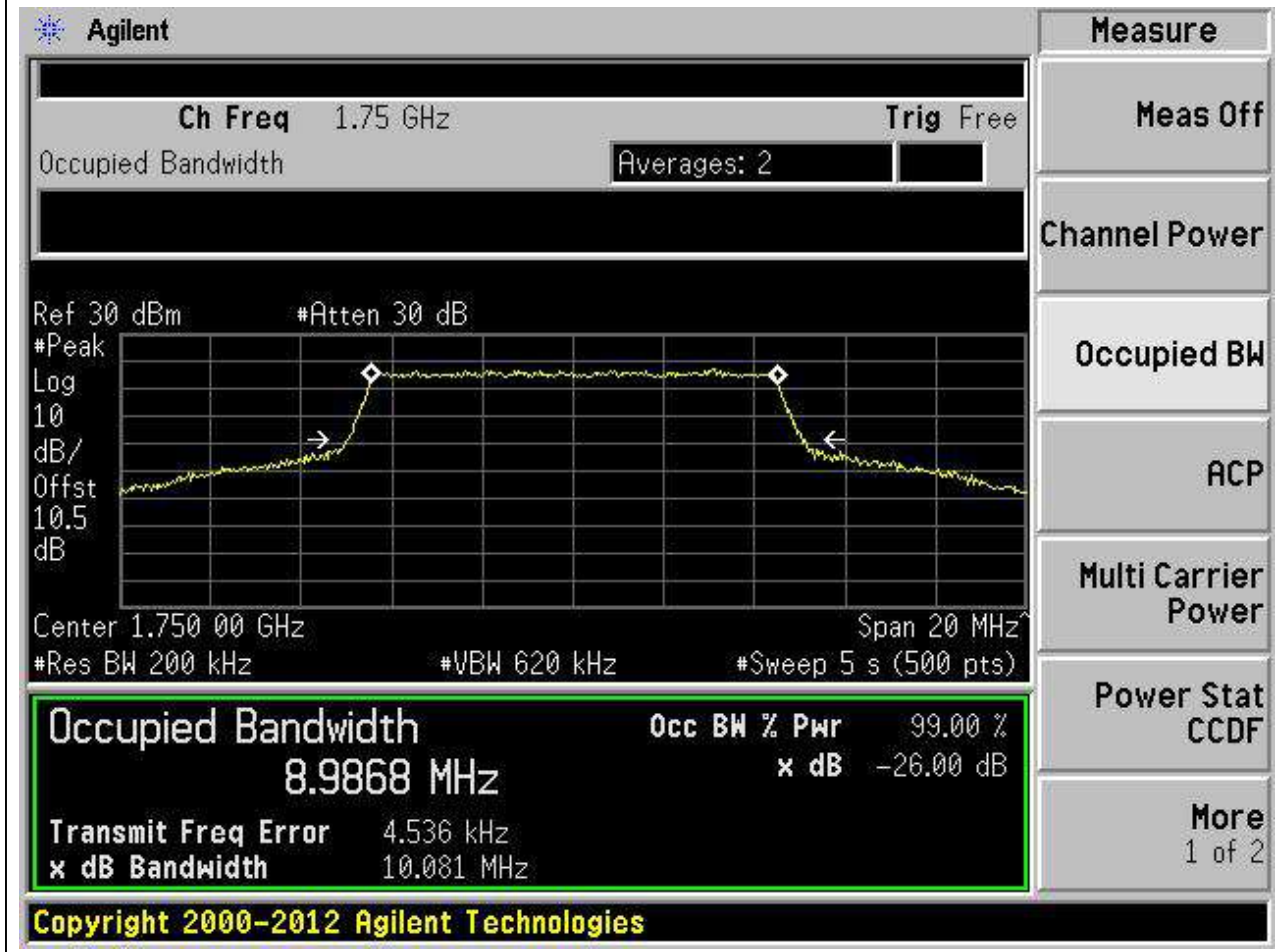 Agilent
Measure
Ch Freq 1.75 GHz Trig Free
Occupied Bandwidth Averages: 2
Ref 30 dBm #Atten 30 dB
#Peak
Log
10
dB/
Offst
10.5
dB
Center 1.750 00 GHz Span 20 MHz^
#Res BW 200 kHz #VBW 620 kHz #Sweep 5 s (500 pts)
Occupied Bandwidth
8.9868 MHz
Occ BW % Pwr 99.00 %
x dB -26.00 dB
Transmit Freq Error 4.536 kHz
x dB Bandwidth 10.081 MHz
Meas Off
Channel Power
Occupied BW
ACP
Multi Carrier
Power
Power Stat
CCDF
More
1 of 2
Copyright 2000-2012 Agilent Technologies